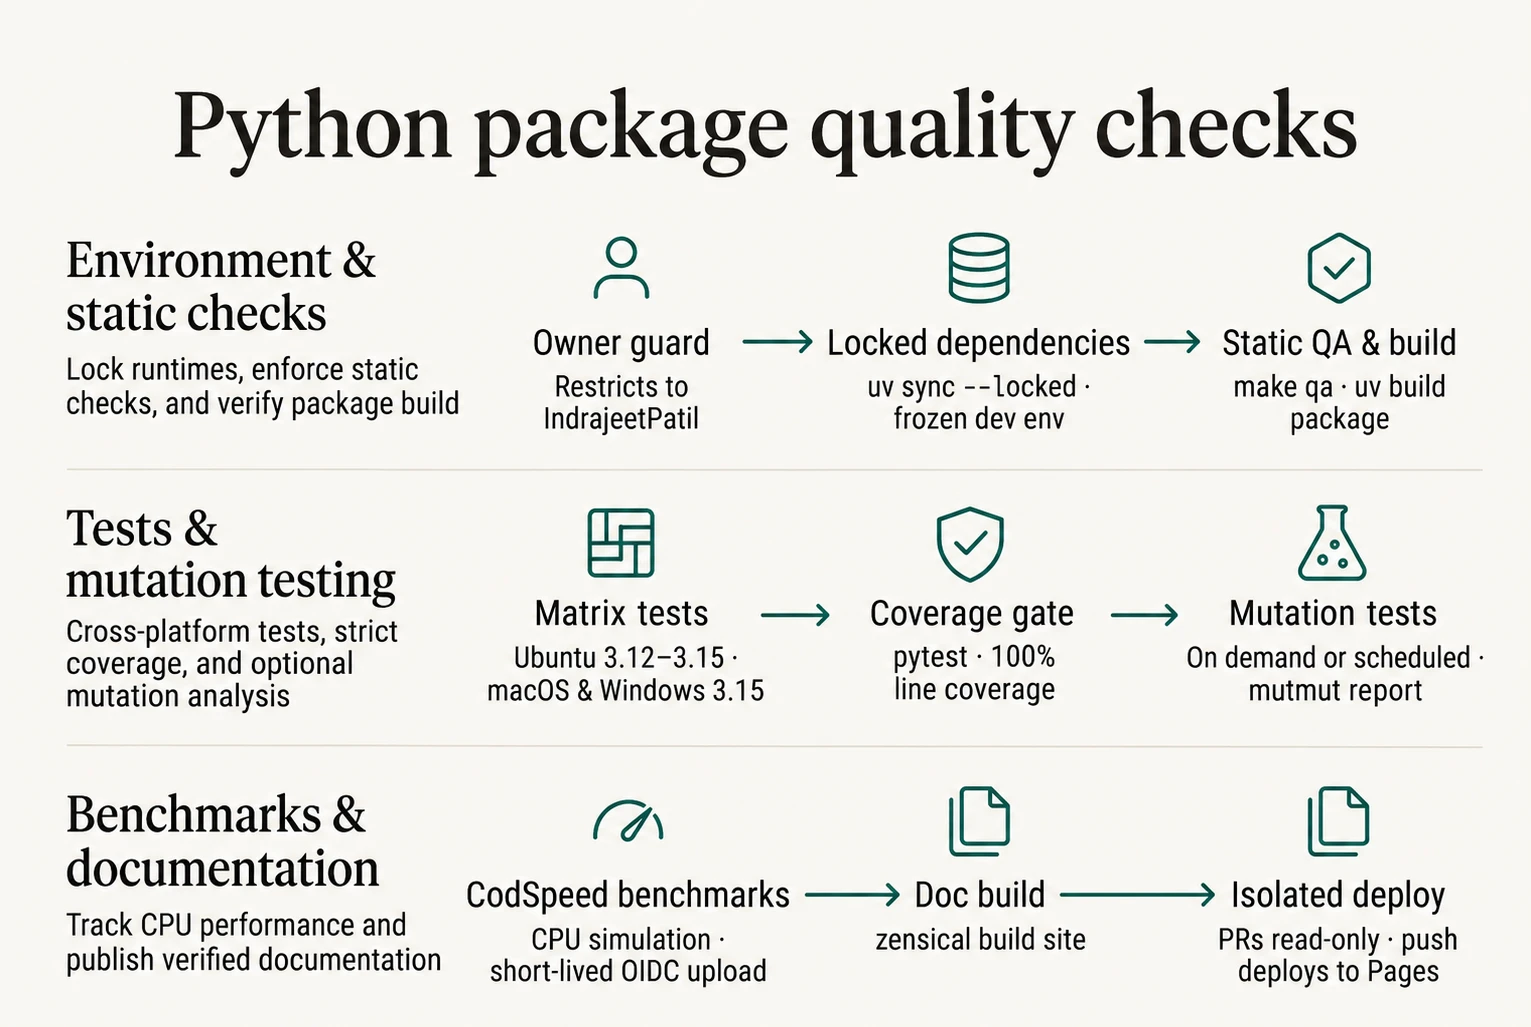 Python package quality checks
Environment &
static checks
Lock runtimes, enforce static
checks, and verify package build
Owner guard
Restricts to
IndrajeetPatil
Locked dependencies
uv sync --locked ·
frozen dev env
Static QA & build
make qa · uv build
package
Tests &
mutation testing
Cross-platform tests, strict
coverage, and optional
mutation analysis
Matrix tests
Ubuntu 3.12–3.15 ·
macOS & Windows 3.15
Coverage gate
pytest · 100%
line coverage
Mutation tests
On demand or scheduled ·
mutmut report
Benchmarks &
documentation
Track CPU performance and
publish verified documentation
CodSpeed benchmarks
CPU simulation ·
short-lived OIDC upload
Doc build
zensical build site
Isolated deploy
PRs read-only · push
deploys to Pages